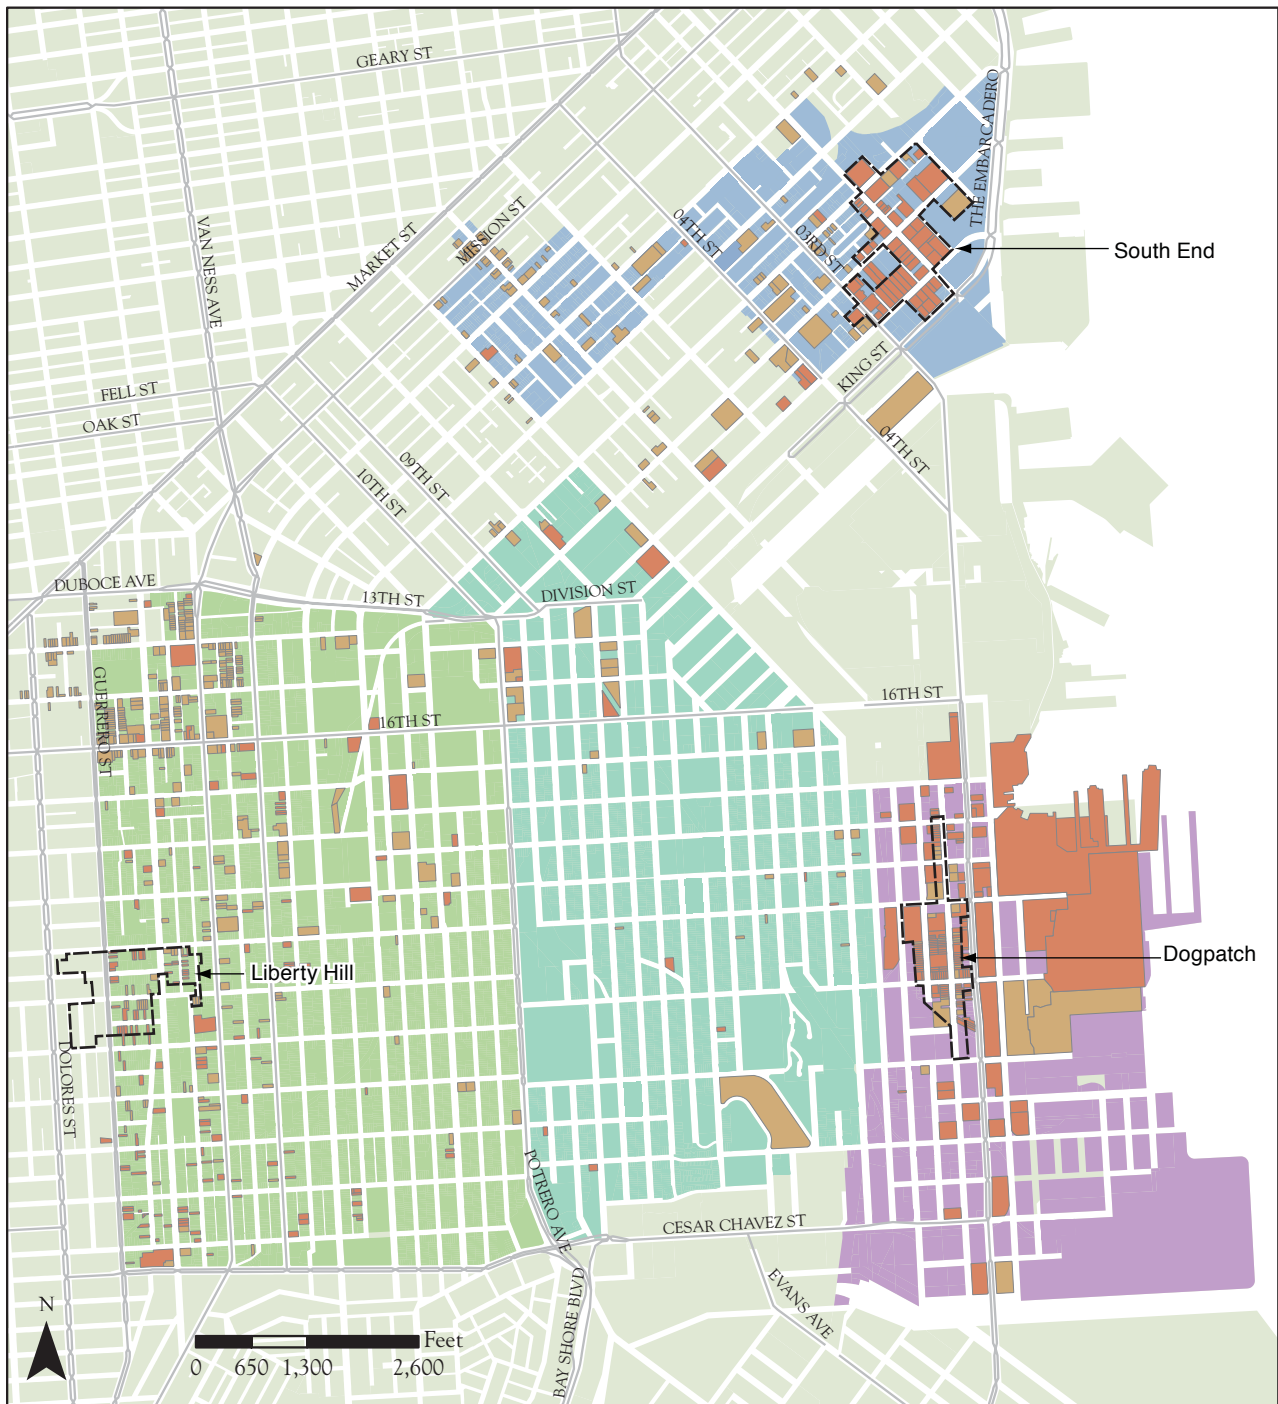 GEARY ST
THE EMBARCADERO
VAN NESS AVE
MARKET ST
MISSION ST
04TH ST
03RD ST
South End
KING ST
FELL ST
OAK ST
04TH ST
09TH ST
10TH ST
DUBOCE AVE
13TH ST
DIVISION ST
GUERRERO ST
16TH ST
16TH ST
Liberty Hill
Dogpatch
DOLORES ST
POTRERO AVE
CESAR CHAVEZ ST
EVANS AVE
BAY SHORE BLVD
N
Feet
0 650 1,300 2,600